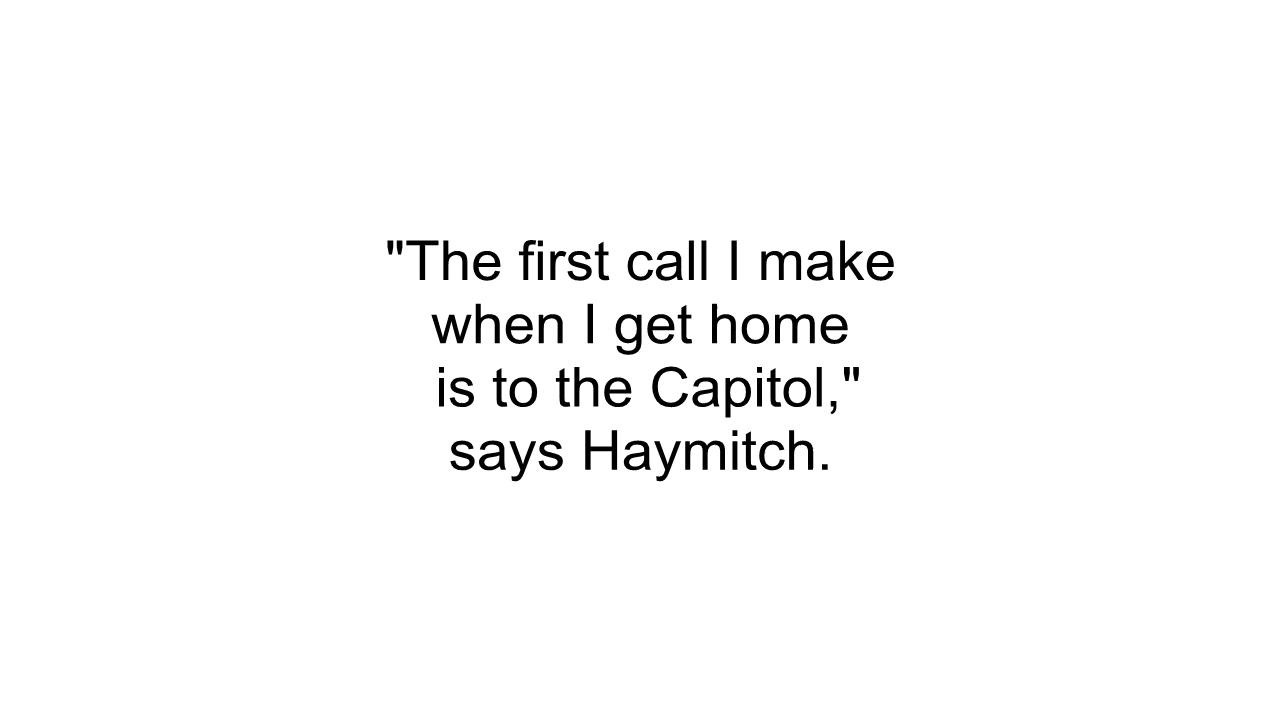 "The first call I make
when I get home
is to the Capitol,"
says Haymitch.